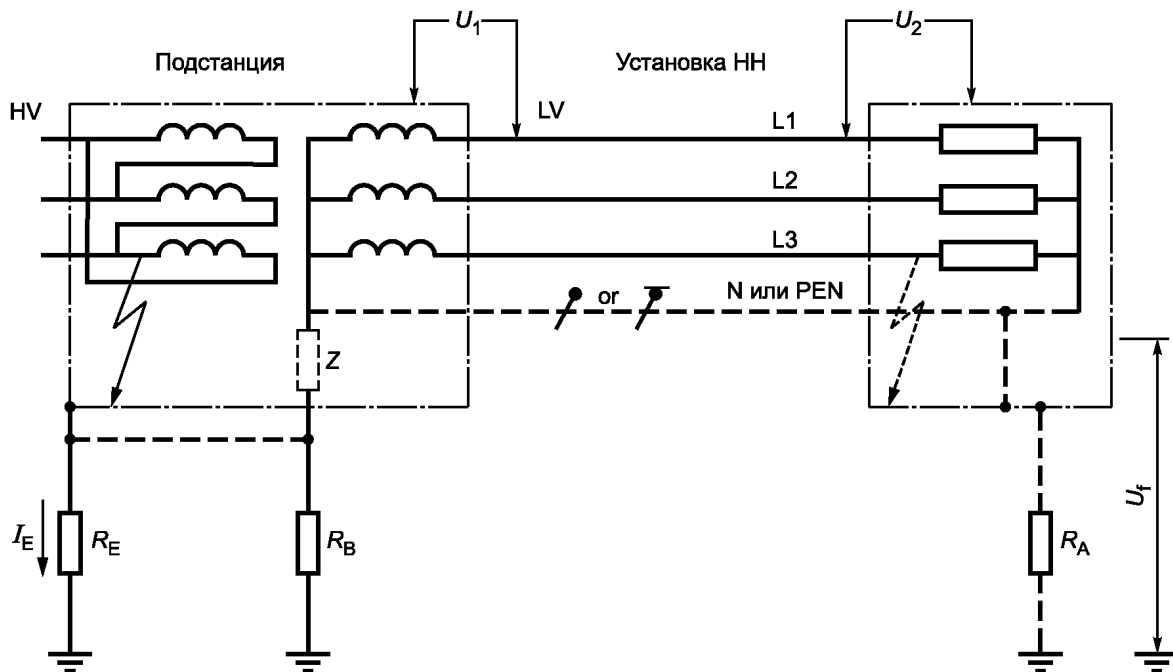 U1
U2
Подстанция
Установка НН
HV
LV
L1
L2
L3
or
N или PEN
Z
Uf
IE
RE
RB
RA